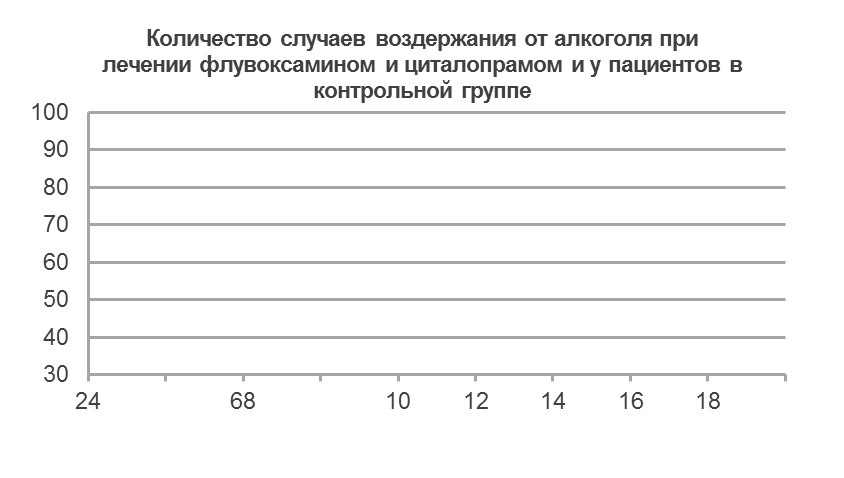 Количество случаев воздержания от алкоголя при
лечении флувоксамином и циталопрамом и у пациентов в
контрольной группе
100
90
80
70
60
50
40
30
24 68 10 12 14 16 18